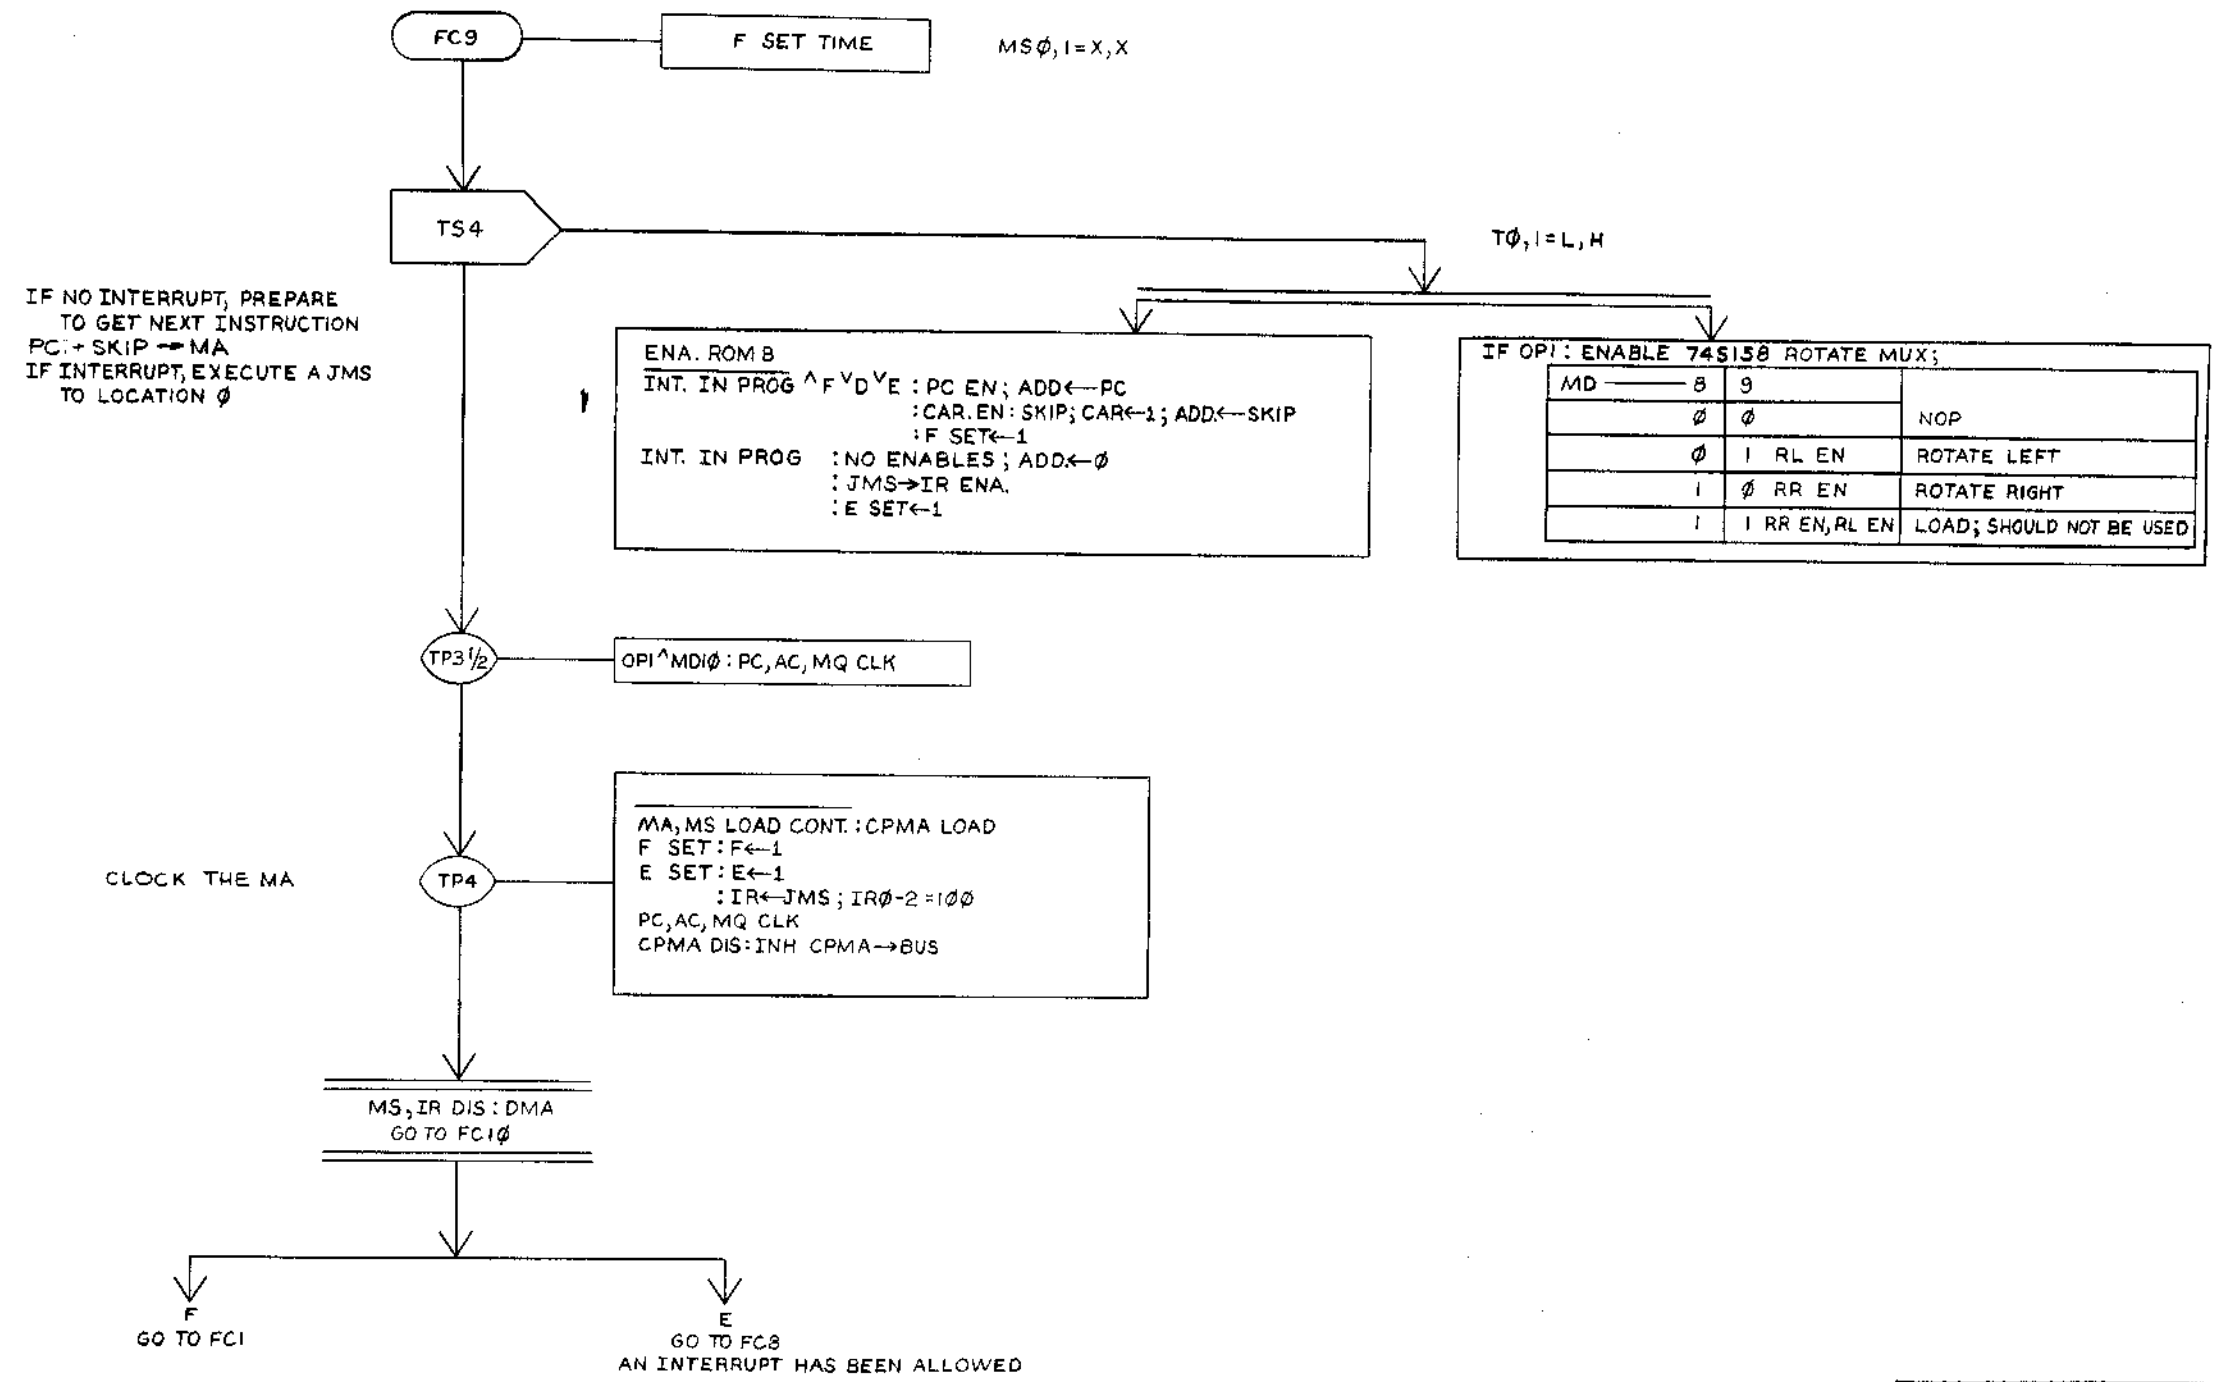 FC9
F SET TIME
MSØ,1=X,X
TS4
TØ,1=L,H
IF NO INTERRUPT, PREPARE
TO GET NEXT INSTRUCTION
PC + SKIP → MA
IF INTERRUPT, EXECUTE A JMS
TO LOCATION Ø
ENA. ROM B
INT. IN PROG ^ F v D v E : PC EN; ADD←PC
: CAR. EN: SKIP; CAR←1; ADD.←SKIP
: F SET←1
INT. IN PROG : NO ENABLES; ADD.←Ø
: JMS→IR ENA.
: E SET←1
IF OP1: ENABLE 74S158 ROTATE MUX;
MD 8 9
Ø Ø NOP
Ø 1 RL EN ROTATE LEFT
1 Ø RR EN ROTATE RIGHT
1 1 RR EN, RL EN LOAD; SHOULD NOT BE USED
TP3 1/2
OP1^MD1Ø: PC, AC, MQ CLK
CLOCK THE MA
TP4
MA, MS LOAD CONT.: CPMA LOAD
F SET: F←1
E SET: E←1
: IR←JMS; IRØ-2=1ØØ
PC, AC, MQ CLK
CPMA DIS: INH CPMA→BUS
MS, IR DIS: DMA
GO TO FC1Ø
F
GO TO FC1
E
GO TO FC8
AN INTERRUPT HAS BEEN ALLOWED